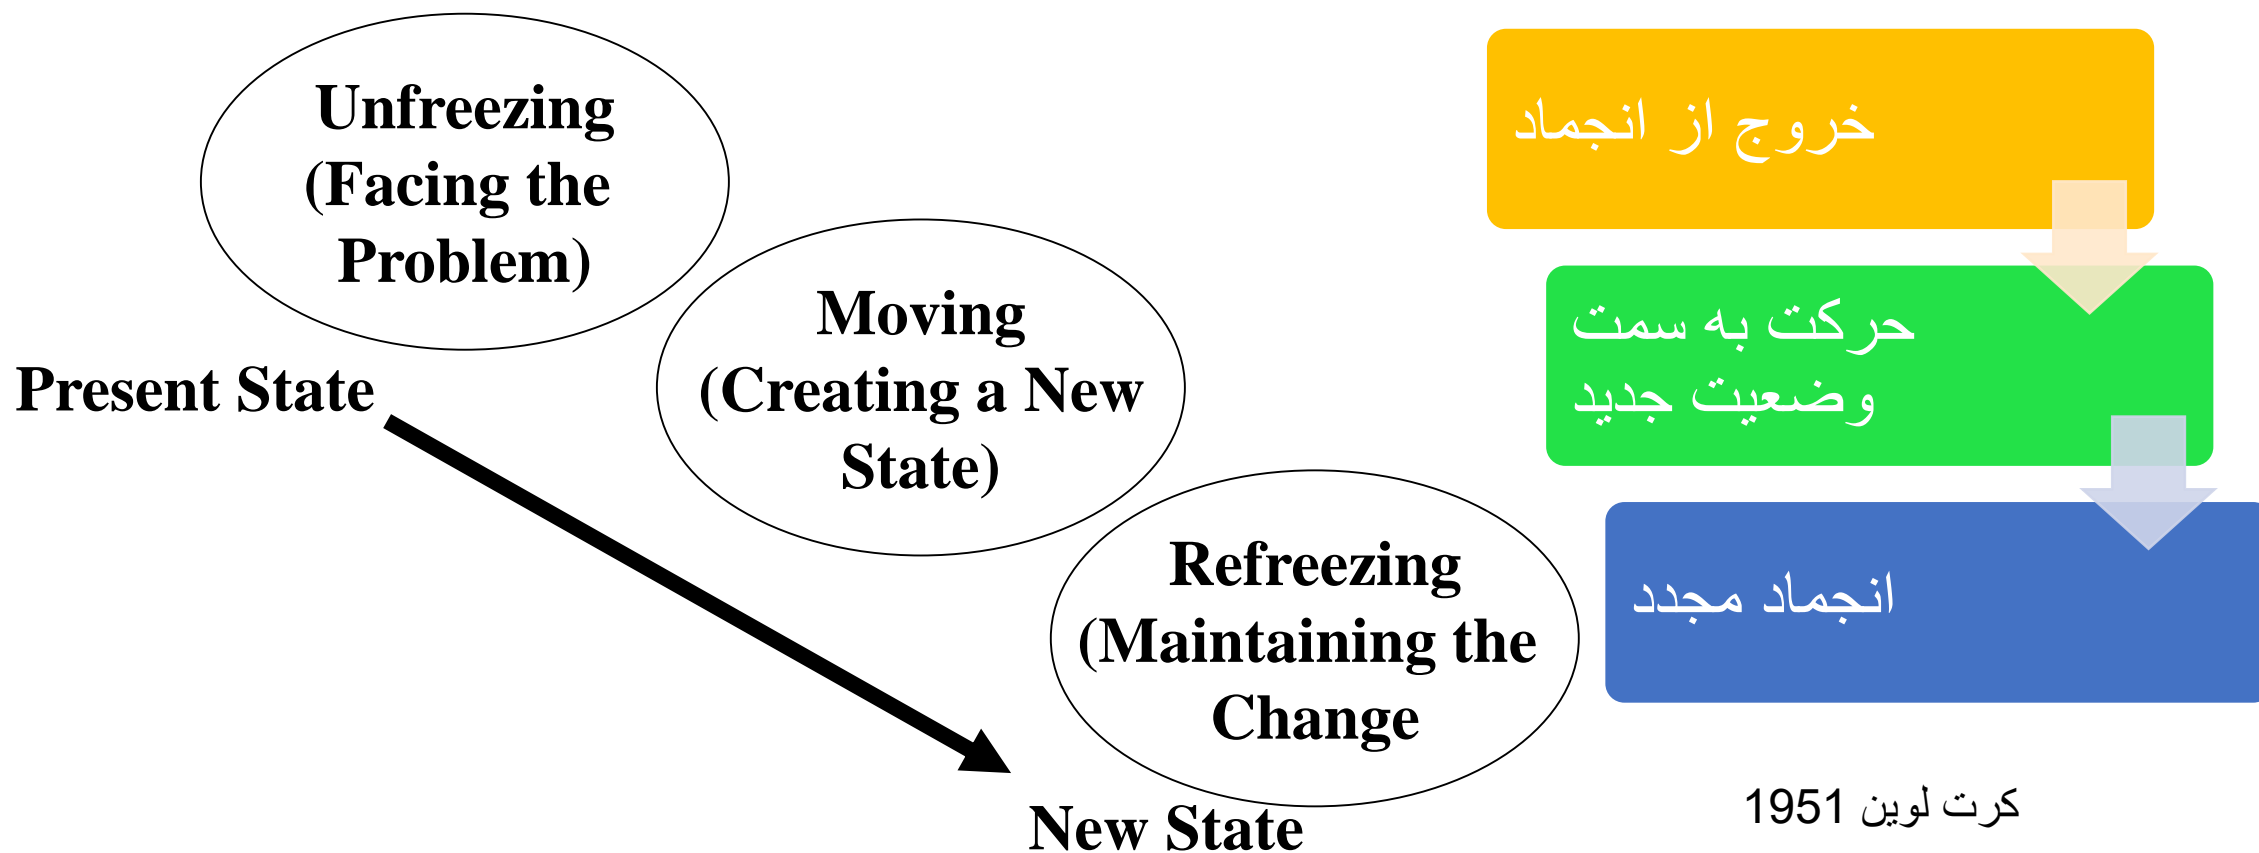 Unfreezing
(Facing the
Problem)
Present State
Moving
(Creating a New
State)
Refreezing
(Maintaining the
Change
New State
خروج از انجماد
حرکت به سمت
وضعیت جدید
انجماد مجدد
کرت لوین 1951